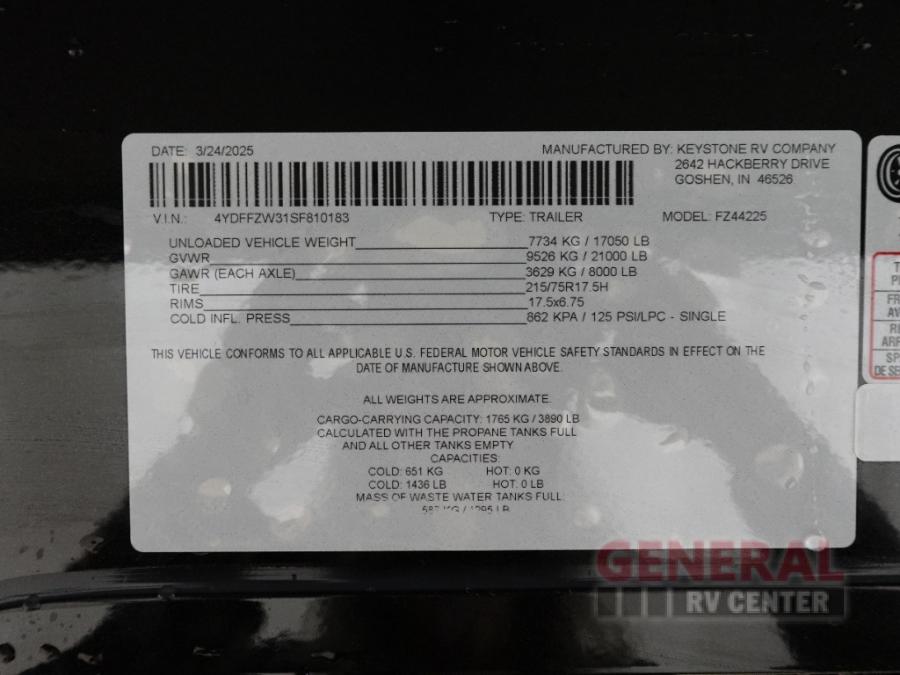 DATE: 3/24/2025
MANUFACTURED BY: KEYSTONE RV COMPANY
2642 HACKBERRY DRIVE
GOSHEN, IN 46526
V.I.N.: 4YDFFZW31SF810183 TYPE: TRAILER MODEL: FZ44225
UNLOADED VEHICLE WEIGHT 7734 KG / 17050 LB
GVWR 9526 KG / 21000 LB
GAWR (EACH AXLE) 3629 KG / 8000 LB
TIRE 215/75R17.5H
RIMS 17.5x6.75
COLD INFL. PRESS 862 KPA / 125 PSI/LPC - SINGLE
THIS VEHICLE CONFORMS TO ALL APPLICABLE U.S. FEDERAL MOTOR VEHICLE SAFETY STANDARDS IN EFFECT ON THE
DATE OF MANUFACTURE SHOWN ABOVE.
ALL WEIGHTS ARE APPROXIMATE.
CARGO-CARRYING CAPACITY: 1765 KG / 3890 LB
CALCULATED WITH THE PROPANE TANKS FULL
AND ALL OTHER TANKS EMPTY
CAPACITIES:
COLD: 651 KG HOT: 0 KG
COLD: 1436 LB HOT: 0 LB
MASS OF WASTE WATER TANKS FULL:
587 KG / 1295 LB
GENERAL
RV CENTER